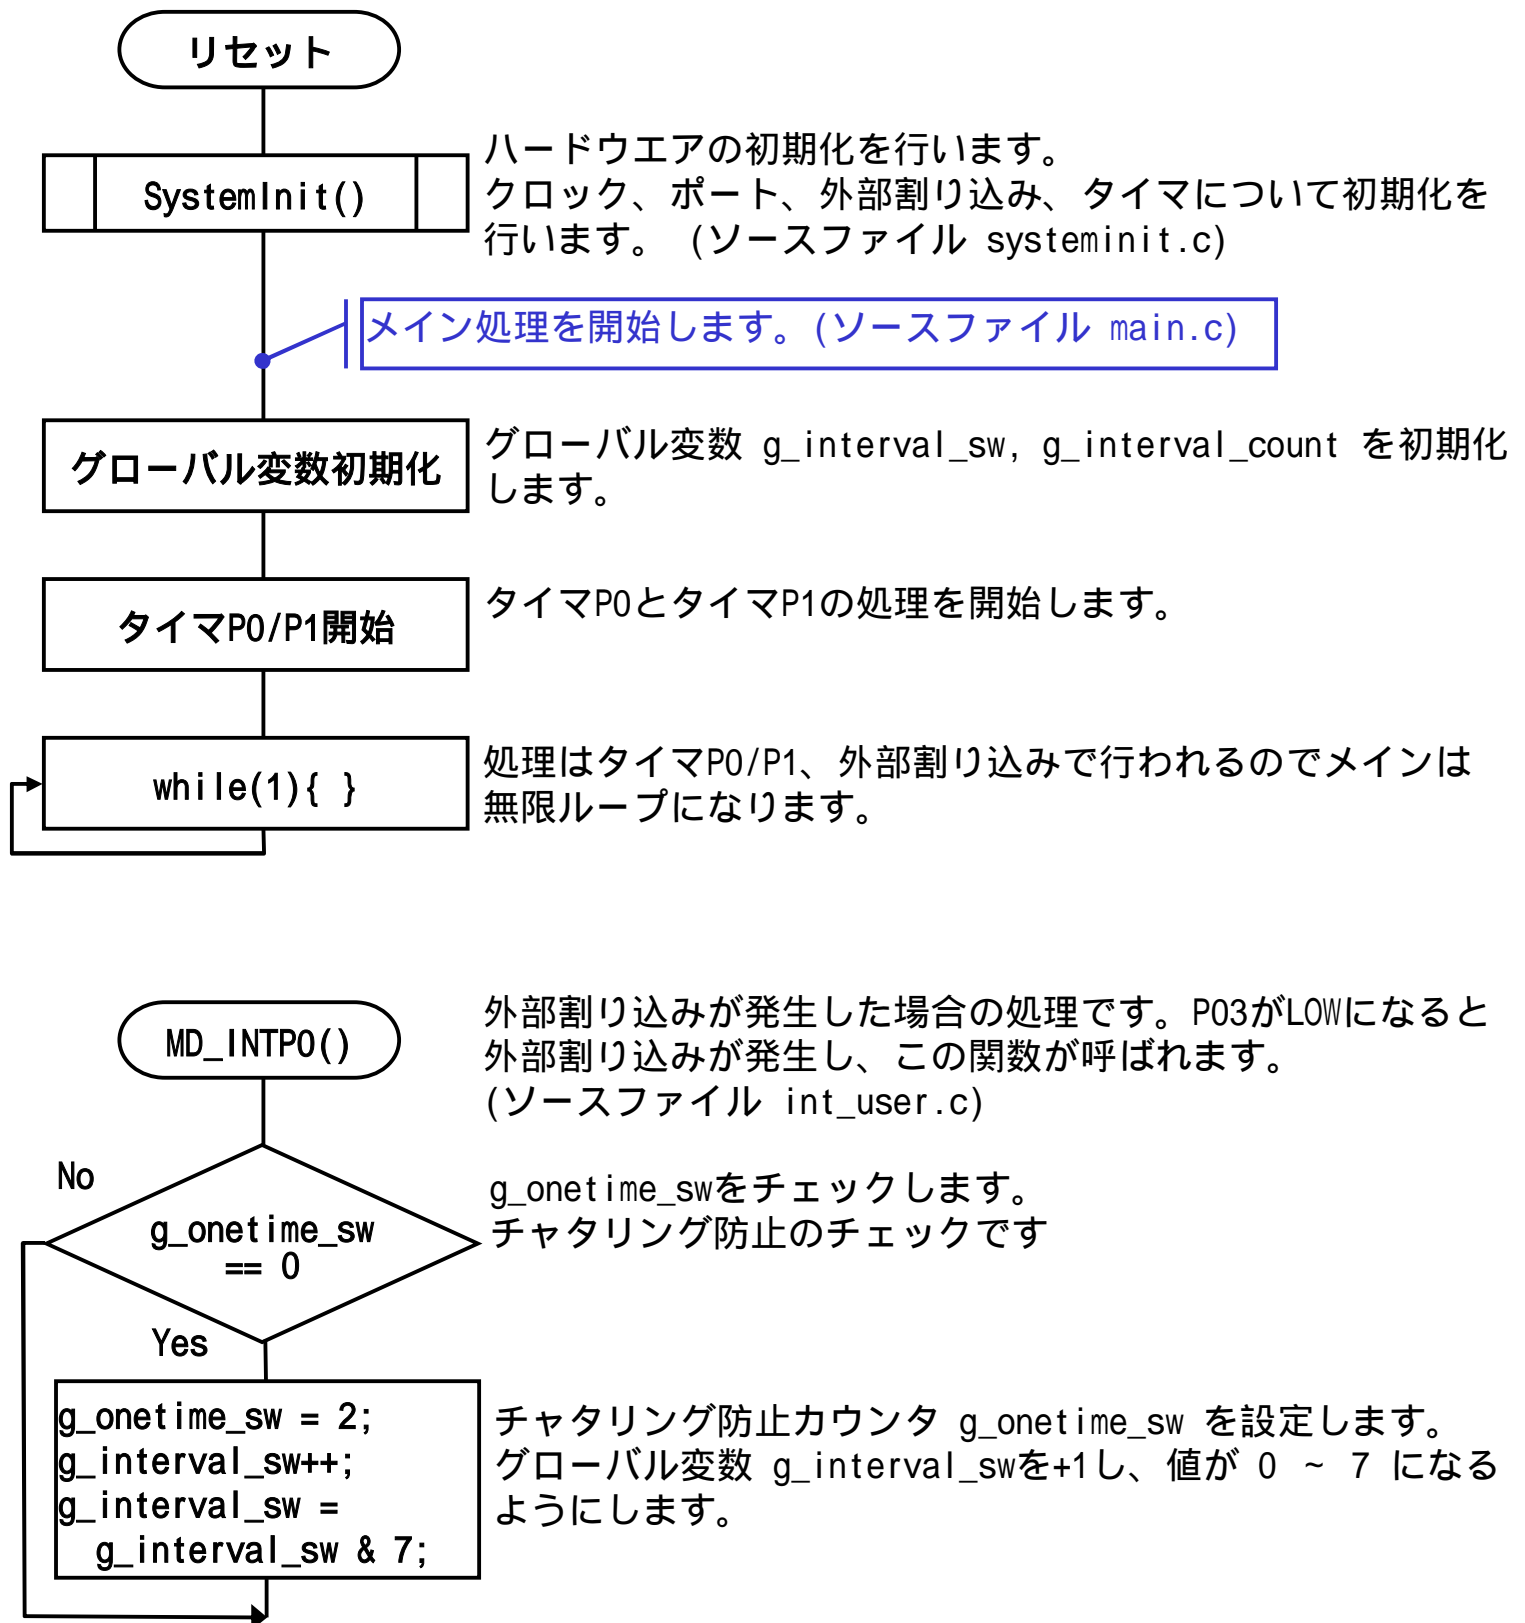 リセット
SystemInit()
ハードウエアの初期化を行います。
クロック、ポート、外部割り込み、タイマについて初期化を
行います。 (ソースファイル systeminit.c)
メイン処理を開始します。(ソースファイル main.c)
グローバル変数初期化
グローバル変数 g_interval_sw, g_interval_count を初期化
します。
タイマP0/P1開始
タイマP0とタイマP1の処理を開始します。
while(1){ }
処理はタイマP0/P1、外部割り込みで行われるのでメインは
無限ループになります。
MD_INTP0()
外部割り込みが発生した場合の処理です。P03がLOWになると
外部割り込みが発生し、この関数が呼ばれます。
(ソースファイル int_user.c)
No
g_onetime_sw
== 0
g_onetime_swをチェックします。
チャタリング防止のチェックです
Yes
g_onetime_sw = 2;
g_interval_sw++;
g_interval_sw =
g_interval_sw & 7;
チャタリング防止カウンタ g_onetime_sw を設定します。
グローバル変数 g_interval_swを+1し、値が 0 ~ 7 になる
ようにします。